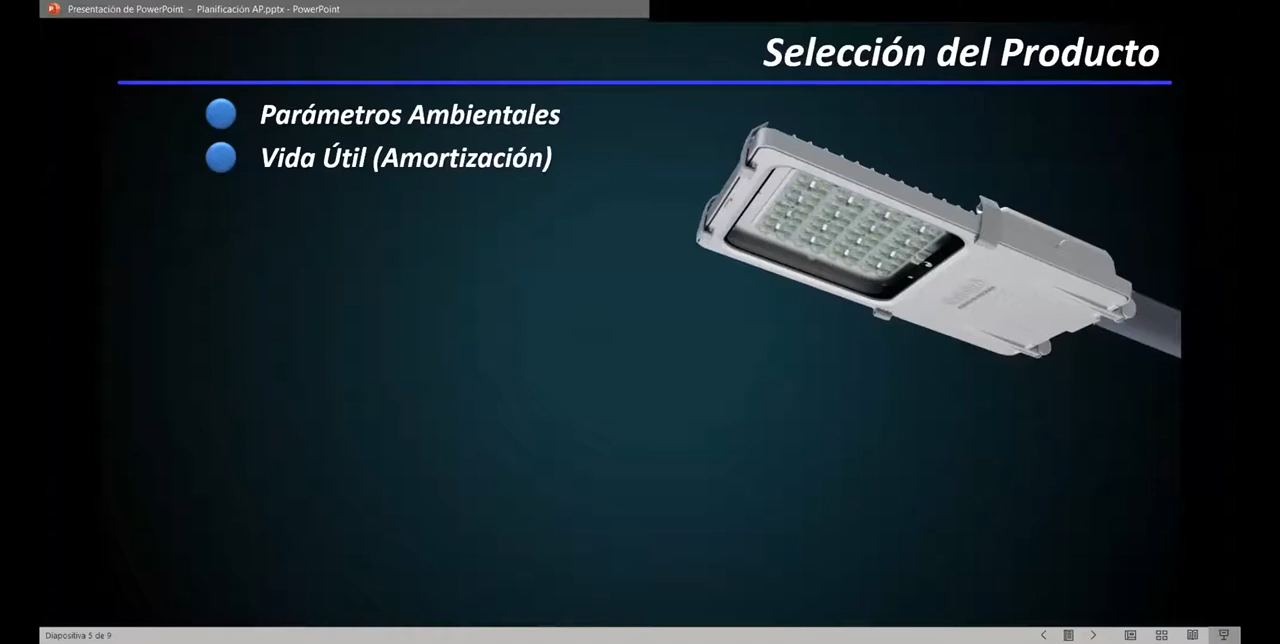 Presentación de PowerPoint - Planificación AP.pptx - PowerPoint
Selección del Producto
Parámetros Ambientales
Vida Útil (Amortización)
Diapositiva 5 de 9